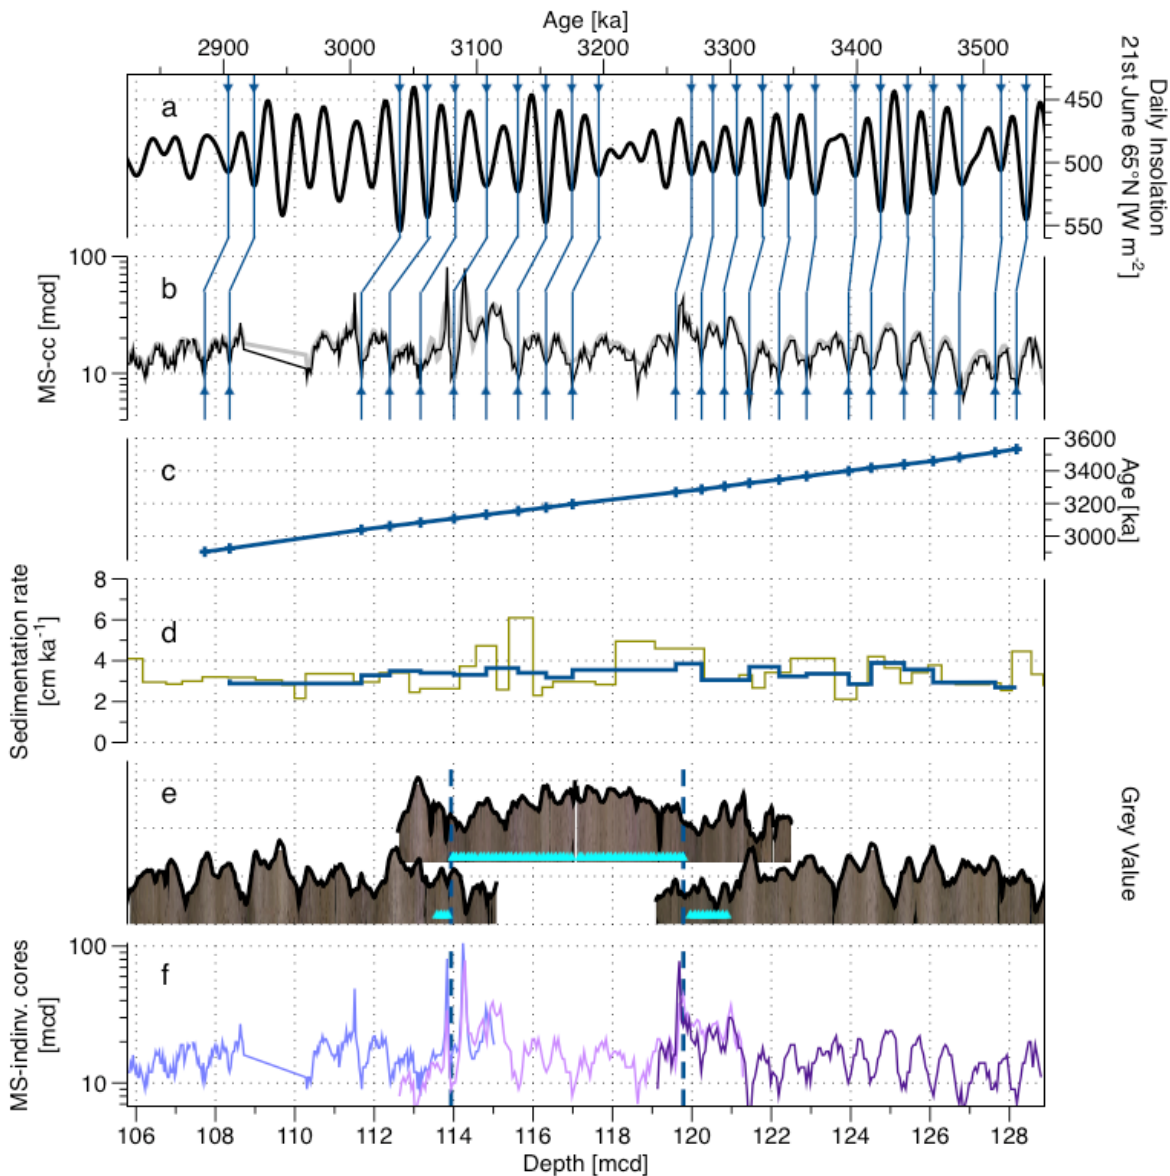 Age [ka]
2900 3000 3100 3200 3300 3400 3500
a
450
500
550
Daily Insolation
21st June 65°N [W m-2]
100
10
MS-cc [mcd]
b
c
3600
3400
3200
3000
Age [ka]
8
6
4
2
0
Sedimentation rate
[cm ka-1]
d
e
Grey Value
100
10
MS-indinv. cores
[mcd]
f
106 108 110 112 114 116 118 120 122 124 126 128
Depth [mcd]